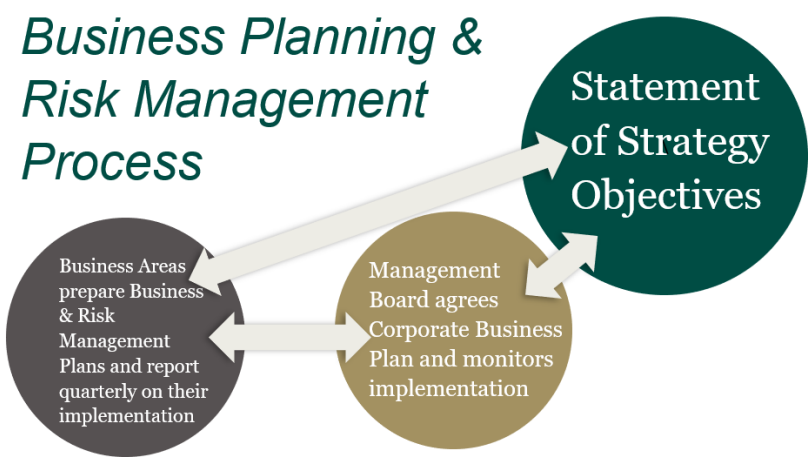 Business Planning &
Risk Management
Process
Statement
of Strategy
Objectives
Business Areas
prepare Business
& Risk
Management
Plans and report
quarterly on their
implementation
Management
Board agrees
Corporate Business
Plan and monitors
implementation